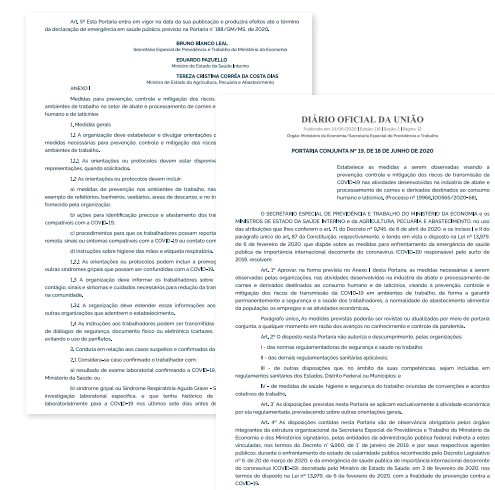 Art. 5º Esta Portaria entra em vigor na data da sua publicação e produzirá efeitos até o término
da declaração de emergência em saúde pública, previsto na Portaria n.º 188/GM/MS, de 2020.
BRUNO BIANCO LEAL
Secretário Especial de Previdência e Trabalho do Ministério da Economia
EDUARDO PAZUELLO
Ministro de Estado da Saúde Interino
TEREZA CRISTINA CORRÊA DA COSTA DIAS
Ministra de Estado da Agricultura, Pecuária e Abastecimento
ANEXO I
Medidas para prevenção, controle e mitigação dos riscos
ambientes de trabalho no setor de abate e processamento de carnes e
humano e de laticínios
1. Medidas gerais
1.1 A organização deve estabelecer e divulgar orientações o
medidas necessárias para prevenção, controle e mitigação dos riscos
ambientes de trabalho.
1.1.1 As orientações ou protocolos devem estar disponíve
representações, quando solicitados.
1.2 As orientações ou protocolos devem incluir:
a) medidas de prevenção nos ambientes de trabalho, nas
exemplo de refeitórios, banheiros, vestiários, áreas de descanso, e no tr
fornecido pela organização;
b) ações para identificação precoce e afastamento dos tra
compatíveis com a COVID-19;
c) procedimentos para que os trabalhadores possam reporta
remota, sinais ou sintomas compatíveis com a COVID-19 ou contato com
d) instruções sobre higiene das mãos e etiqueta respiratória.
1.2.1 As orientações ou protocolos podem incluir a promoç
outras síndromes gripais que possam ser confundidas com a COVID-19.
1.3 A organização deve informar os trabalhadores sobre
contágio, sinais e sintomas e cuidados necessários para redução da tran
na comunidade.
1.3.1 A organização deve estender essas informações aos
outras organizações que adentrem o estabelecimento.
1.4 As instruções aos trabalhadores podem ser transmitidas
de diálogos de segurança, documento físico ou eletrônico (cartazes,
evitando o uso de panfletos.
2. Conduta em relação aos casos suspeitos e confirmados da
2.1 Considera-se caso confirmado o trabalhador com:
a) resultado de exame laboratorial confirmando a COVID-19,
Ministério da Saúde; ou
b) síndrome gripal ou Síndrome Respiratória Aguda Grave - S
investigação laboratorial específica, e que tenha histórico de
laboratorialmente para a COVID-19 nos últimos sete dias antes do
DIÁRIO OFICIAL DA UNIÃO
Publicado em: 19/06/2020 | Edição: 116 | Seção: 1 | Página: 12
Órgão: Ministério da Economia/Secretaria Especial de Previdência e Trabalho
PORTARIA CONJUNTA Nº 19, DE 18 DE JUNHO DE 2020
Estabelece as medidas a serem observadas visando à
prevenção, controle e mitigação dos riscos de transmissão da
COVID-19 nas atividades desenvolvidas na indústria de abate e
processamento de carnes e derivados destinados ao consumo
humano e laticínios. (Processo nº
O SECRETÁRIO ESPECIAL DE PREVIDÊNCIA E TRABALHO DO MINISTÉRIO DA ECONOMIA e os
MINISTROS DE ESTADO DA SAÚDE INTERINO e da AGRICULTURA, PECUÁRIA E ABASTECIMENTO, no uso
das atribuições que lhes conferem o art. 71 do Decreto nº 9.745, de 8 de abril de 2020, e os incisos I e II do
parágrafo único do art. 87 da Constituição, respectivamente, e tendo em vista o disposto na Lei nº 13.979,
de 6 de fevereiro de 2020, que dispõe sobre as medidas para enfrentamento da emergência de saúde
pública de importância internacional decorrente do coronavírus (COVID-19) responsável pelo surto de
2019, resolvem:
Art. 1º Aprovar, na forma prevista no Anexo I desta Portaria, as medidas necessárias a serem
observadas pelas organizações, nas atividades desenvolvidas na indústria de abate e processamento de
carnes e derivados destinados ao consumo humano e de laticínios, visando à prevenção, controle e
mitigação dos riscos de transmissão da COVID-19 em ambientes de trabalho, de forma a garantir
permanentemente a segurança e a saúde dos trabalhadores, a normalidade do abastecimento alimentar
da população, os empregos e as atividades econômicas.
Parágrafo único. As medidas previstas poderão ser revistas ou atualizadas por meio de portaria
conjunta, a qualquer momento em razão dos avanços no conhecimento e controle da pandemia.
Art. 2º O disposto nesta Portaria não autoriza o descumprimento, pelas organizações:
I - das normas regulamentadoras de segurança e saúde no trabalho;
II - das demais regulamentações sanitárias aplicáveis;
III - de outras disposições que, no âmbito de suas competências, sejam incluídas em
regulamentos sanitários dos Estados, Distrito Federal ou Municípios; e
IV - de medidas de saúde, higiene e segurança do trabalho oriundas de convenções e acordos
coletivos de trabalho.
Art. 3º As disposições previstas nesta Portaria se aplicam exclusivamente à atividade econômica
por ela regulamentada, prevalecendo sobre outras orientações gerais.
Art. 4º As disposições contidas nesta Portaria são de observância obrigatória pelos órgãos
integrantes da estrutura organizacional da Secretaria Especial de Previdência e Trabalho do Ministério da
Economia e dos Ministérios signatários, pelas entidades da administração pública federal indireta a estes
vinculadas, nos termos do Decreto nº 9.960, de 1º de janeiro de 2019, e por seus respectivos agentes
públicos, durante o enfrentamento do estado de calamidade pública reconhecido pelo Decreto Legislativo
nº 6, de 20 de março de 2020, e da emergência de saúde pública de importância internacional decorrente
do coronavírus (COVID-19), decretada pelo Ministro de Estado da Saúde, em 3 de fevereiro de 2020, nos
termos do disposto na Lei nº 13.979, de 6 de fevereiro de 2020, com a finalidade de prevenção contra a
COVID-19.